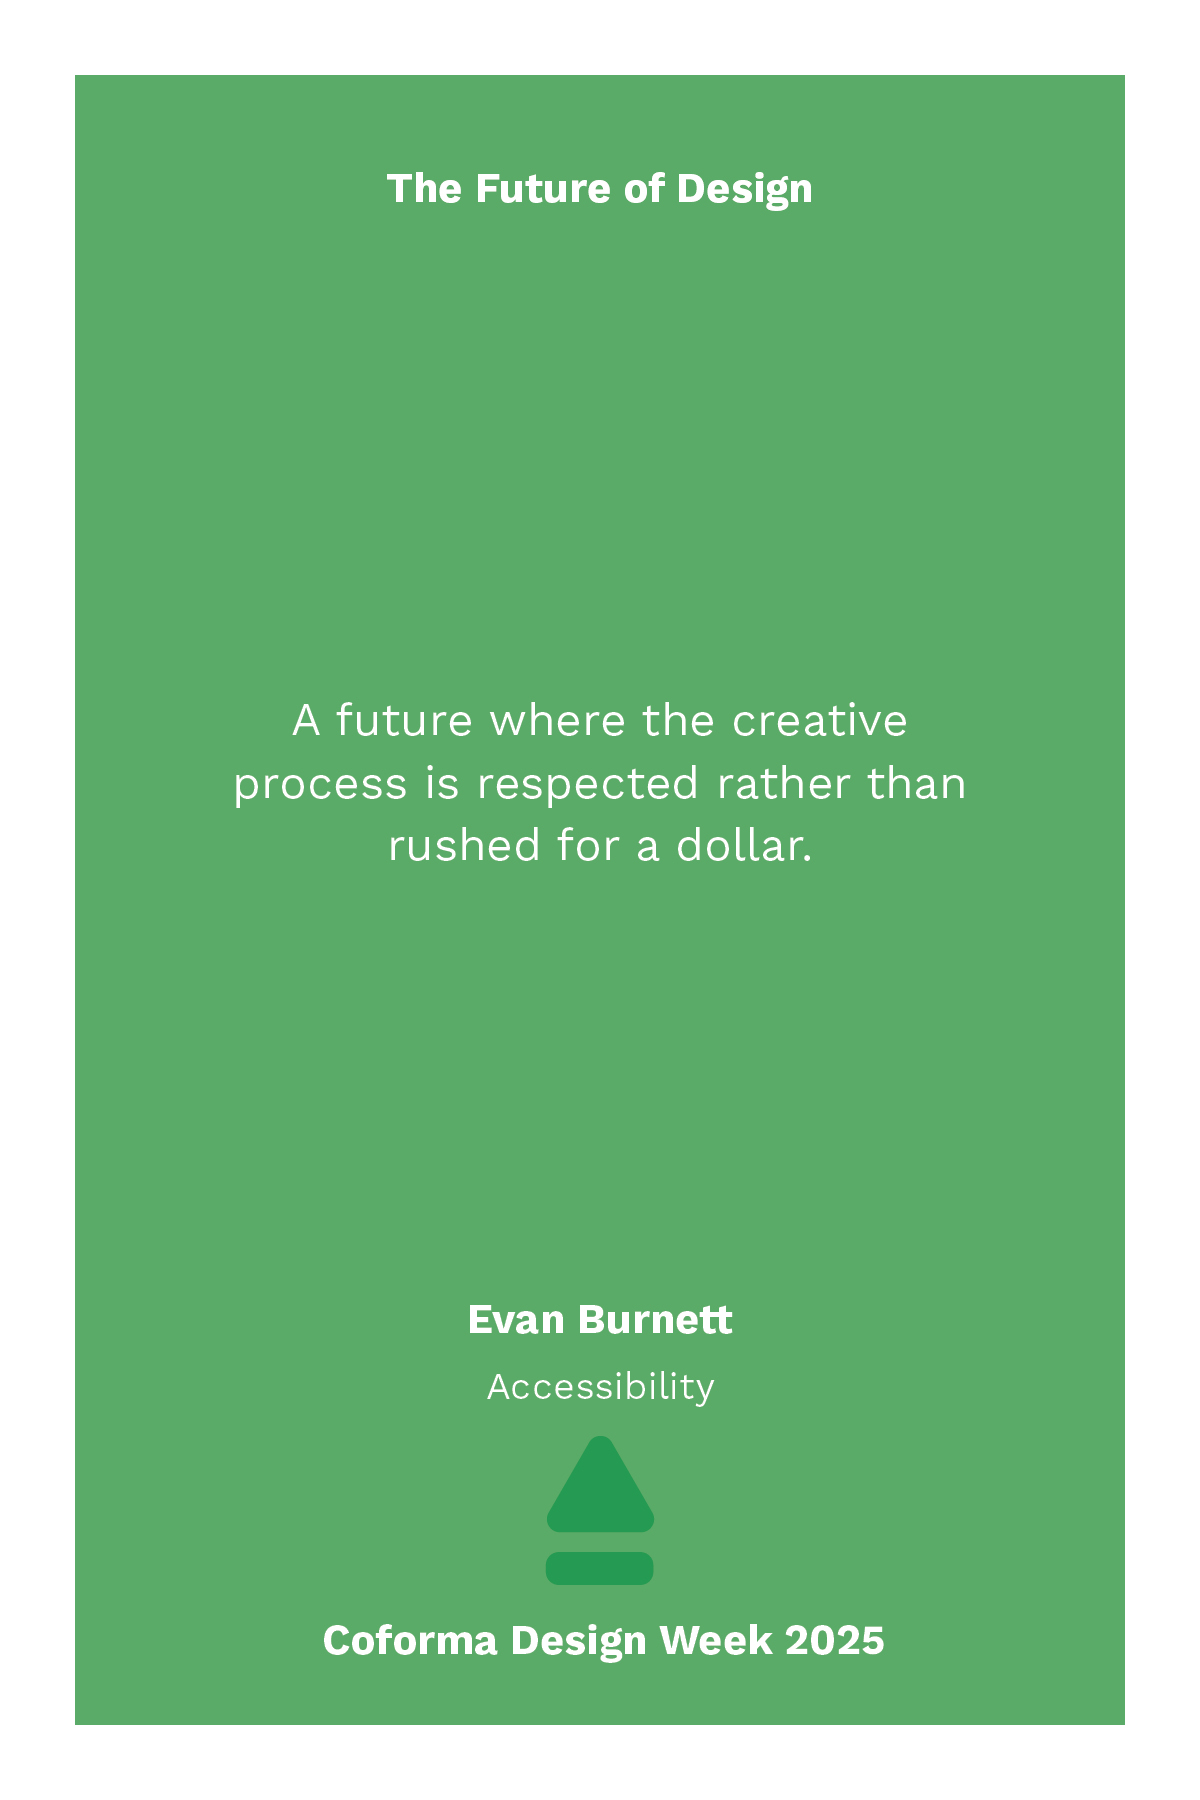 The Future of Design
A future where the creative
process is respected rather than
rushed for a dollar.
Evan Burnett
Accessibility
Coforma Design Week 2025